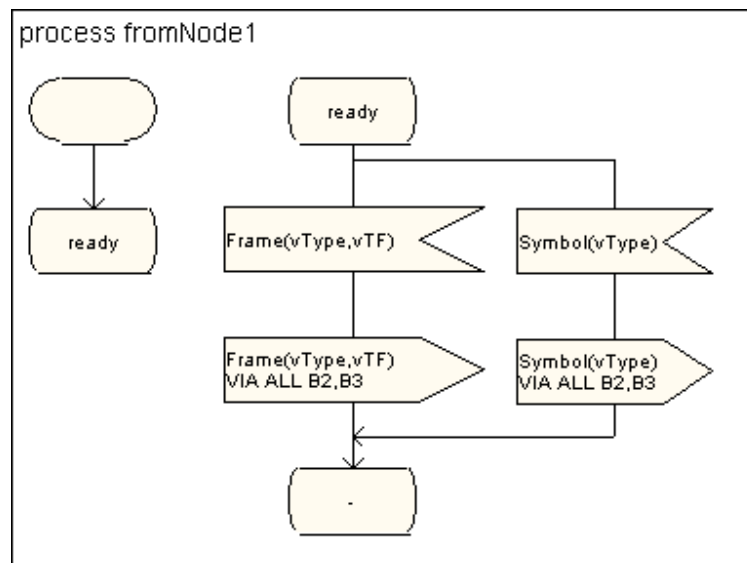 process fromNode1
ready
ready
Frame(vType,vTF)
Symbol(vType)
Frame(vType,vTF)
VIA ALL B2,B3
Symbol(vType)
VIA ALL B2,B3
-